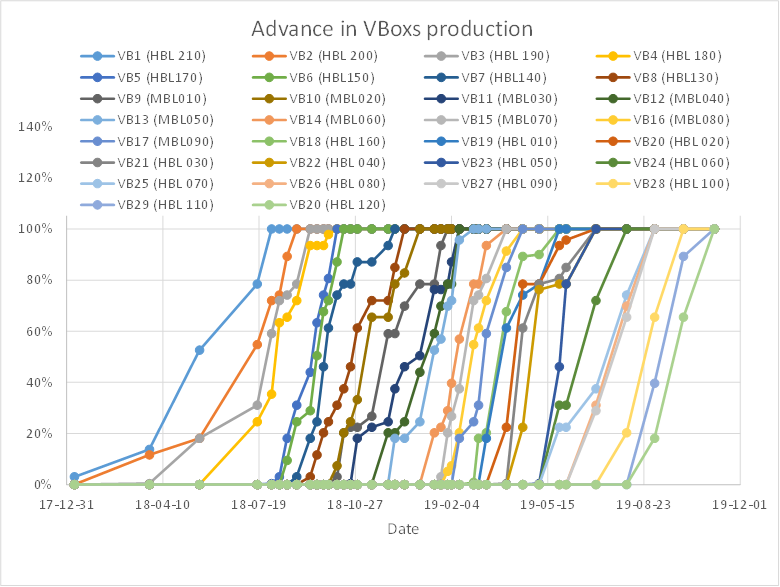 Advance in VBoxs production
VB1 (HBL 210) VB2 (HBL 200) VB3 (HBL 190) VB4 (HBL 180)
VB5 (HBL170) VB6 (HBL150) VB7 (HBL140) VB8 (HBL130)
VB9 (MBL010) VB10 (MBL020) VB11 (MBL030) VB12 (MBL040)
VB13 (MBL050) VB14 (MBL060) VB15 (MBL070) VB16 (MBL080)
VB17 (MBL090) VB18 (HBL 160) VB19 (HBL 010) VB20 (HBL 020)
VB21 (HBL 030) VB22 (HBL 040) VB23 (HBL 050) VB24 (HBL 060)
VB25 (HBL 070) VB26 (HBL 080) VB27 (HBL 090) VB28 (HBL 100)
VB29 (HBL 110) VB20 (HBL 120)
140%
120%
100%
80%
60%
40%
20%
0%
17-12-31 18-04-10 18-07-19 18-10-27 19-02-04 19-05-15 19-08-23 19-12-01
Date